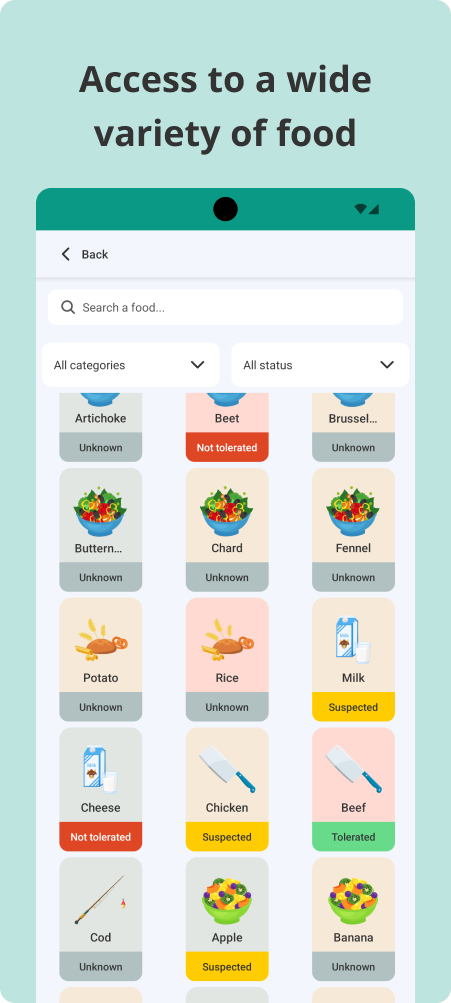 Access to a wide
variety of food
Back
Search a food...
All categories
All status
Artichoke
Beet
Brussel...
Unknown
Not tolerated
Unknown
Buttern...
Chard
Fennel
Unknown
Unknown
Unknown
Potato
Rice
Milk
Unknown
Unknown
Suspected
Cheese
Chicken
Beef
Not tolerated
Suspected
Tolerated
Cod
Apple
Banana
Unknown
Suspected
Unknown